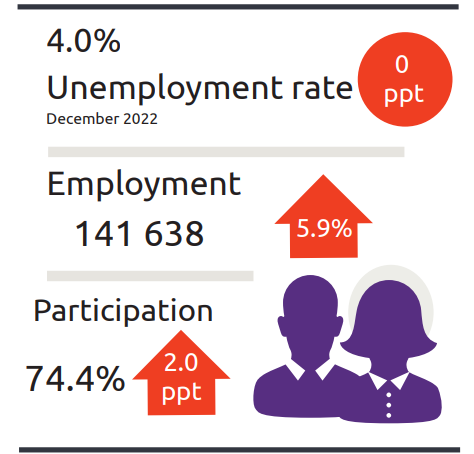 4.0%
Unemployment rate
0
ppt
December 2022
Employment
141 638
5.9%
Participation
74.4%
2.0
ppt